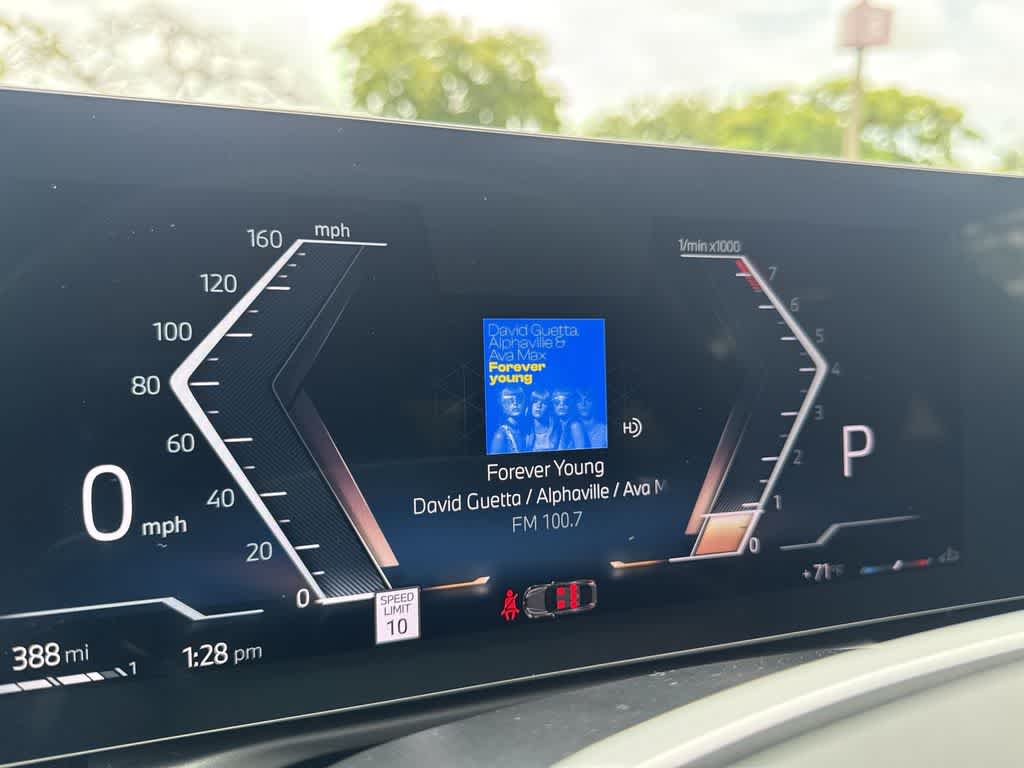 160
mph
120
100
80
60
40
20
0
0 mph
388 mi
1
1:28 pm
SPEED
LIMIT
10
David Guetta,
Alphaville &
Ava Max
Forever
young
HD
Forever Young
David Guetta / Alphaville / Ava M
FM 100.7
1/min x1000
7
6
5
4
3
2
1
0
P
+71°F